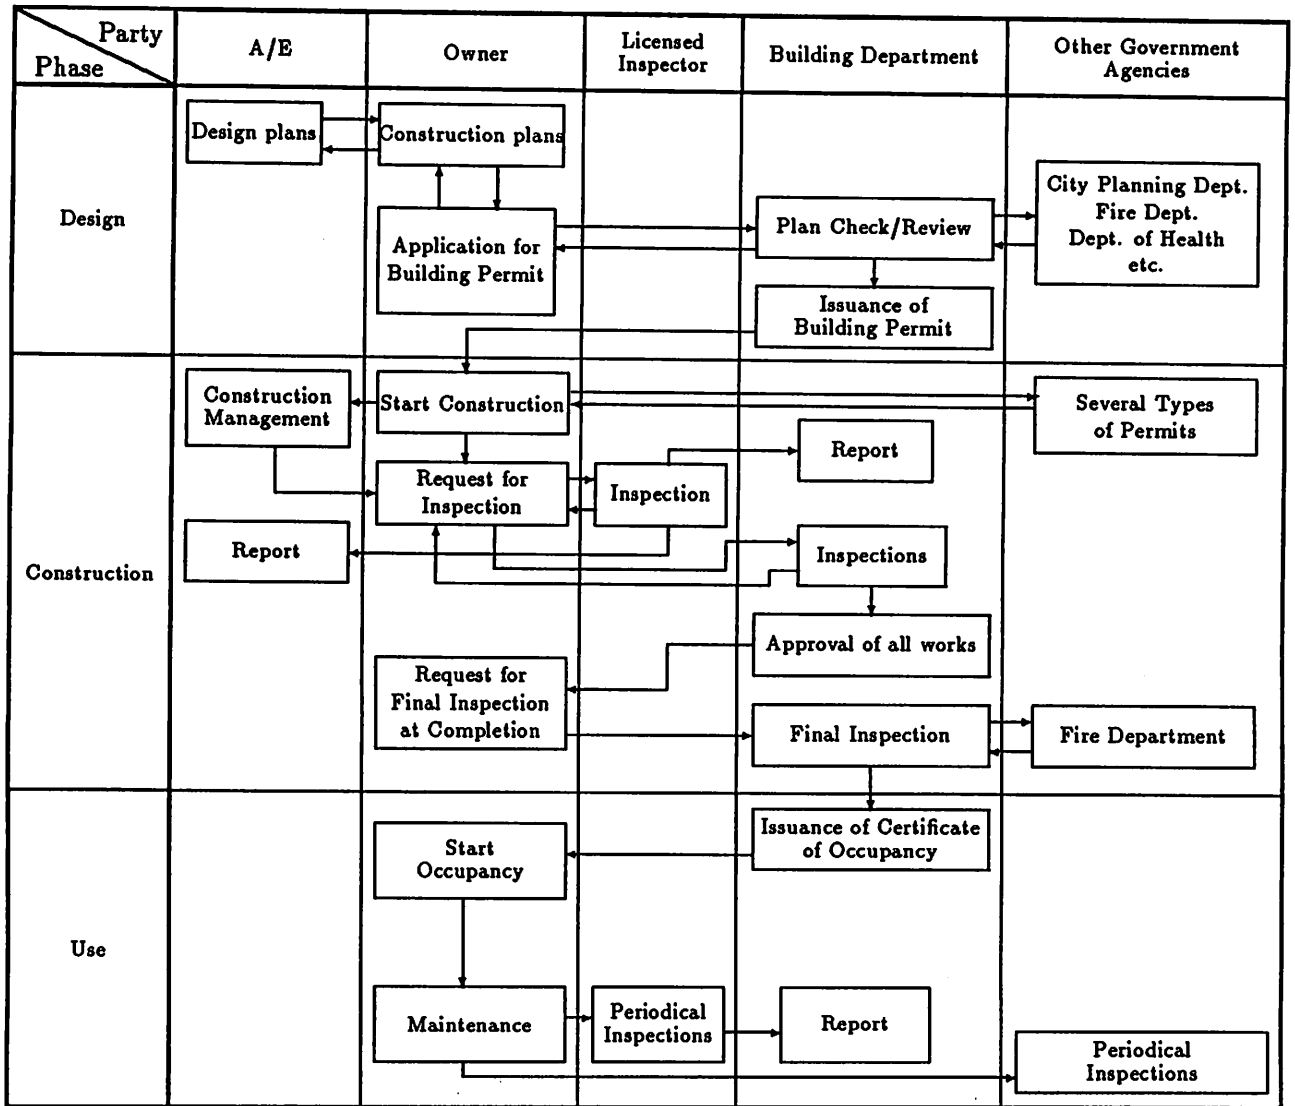 Party
Phase
A/E
Owner
Licensed
Inspector
Building Department
Other Government
Agencies
Design
Design plans
Construction plans
Application for
Building Permit
Plan Check/Review
City Planning Dept.
Fire Dept.
Dept. of Health
etc.
Issuance of
Building Permit
Construction
Construction
Management
Start Construction
Several Types
of Permits
Request for
Inspection
Inspection
Report
Report
Inspections
Approval of all works
Request for
Final Inspection
at Completion
Final Inspection
Fire Department
Use
Start
Occupancy
Issuance of Certificate
of Occupancy
Maintenance
Periodical
Inspections
Report
Periodical
Inspections